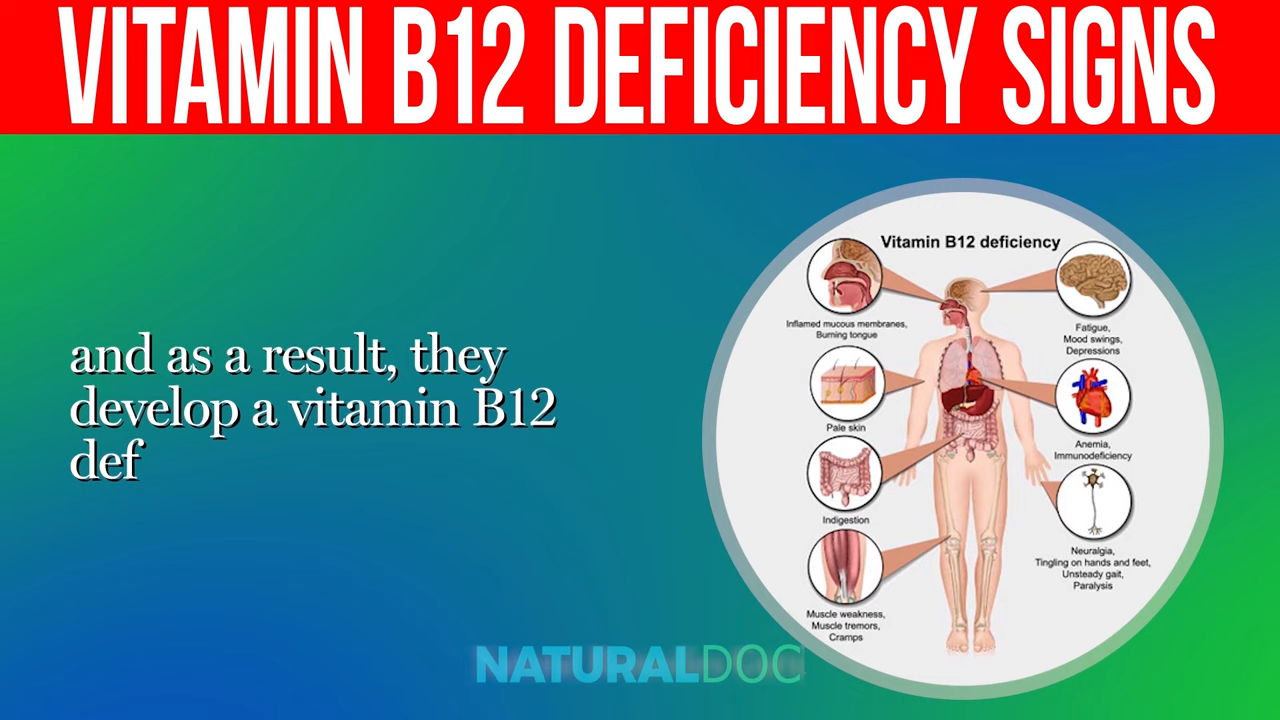 VITAMIN B12 DEFICIENCY SIGNS
and as a result, they
develop a vitamin B12
def
Vitamin B12 deficiency
Inflamed mucous membranes,
Burning tongue
Pale skin
Indigestion
Muscle weakness,
Muscle tremors,
Cramps
Fatigue,
Mood swings,
Depressions
Anemia,
Immunodeficiency
Neuralgia,
Tingling on hands and feet,
Unsteady gait,
Paralysis
NATURALDOC